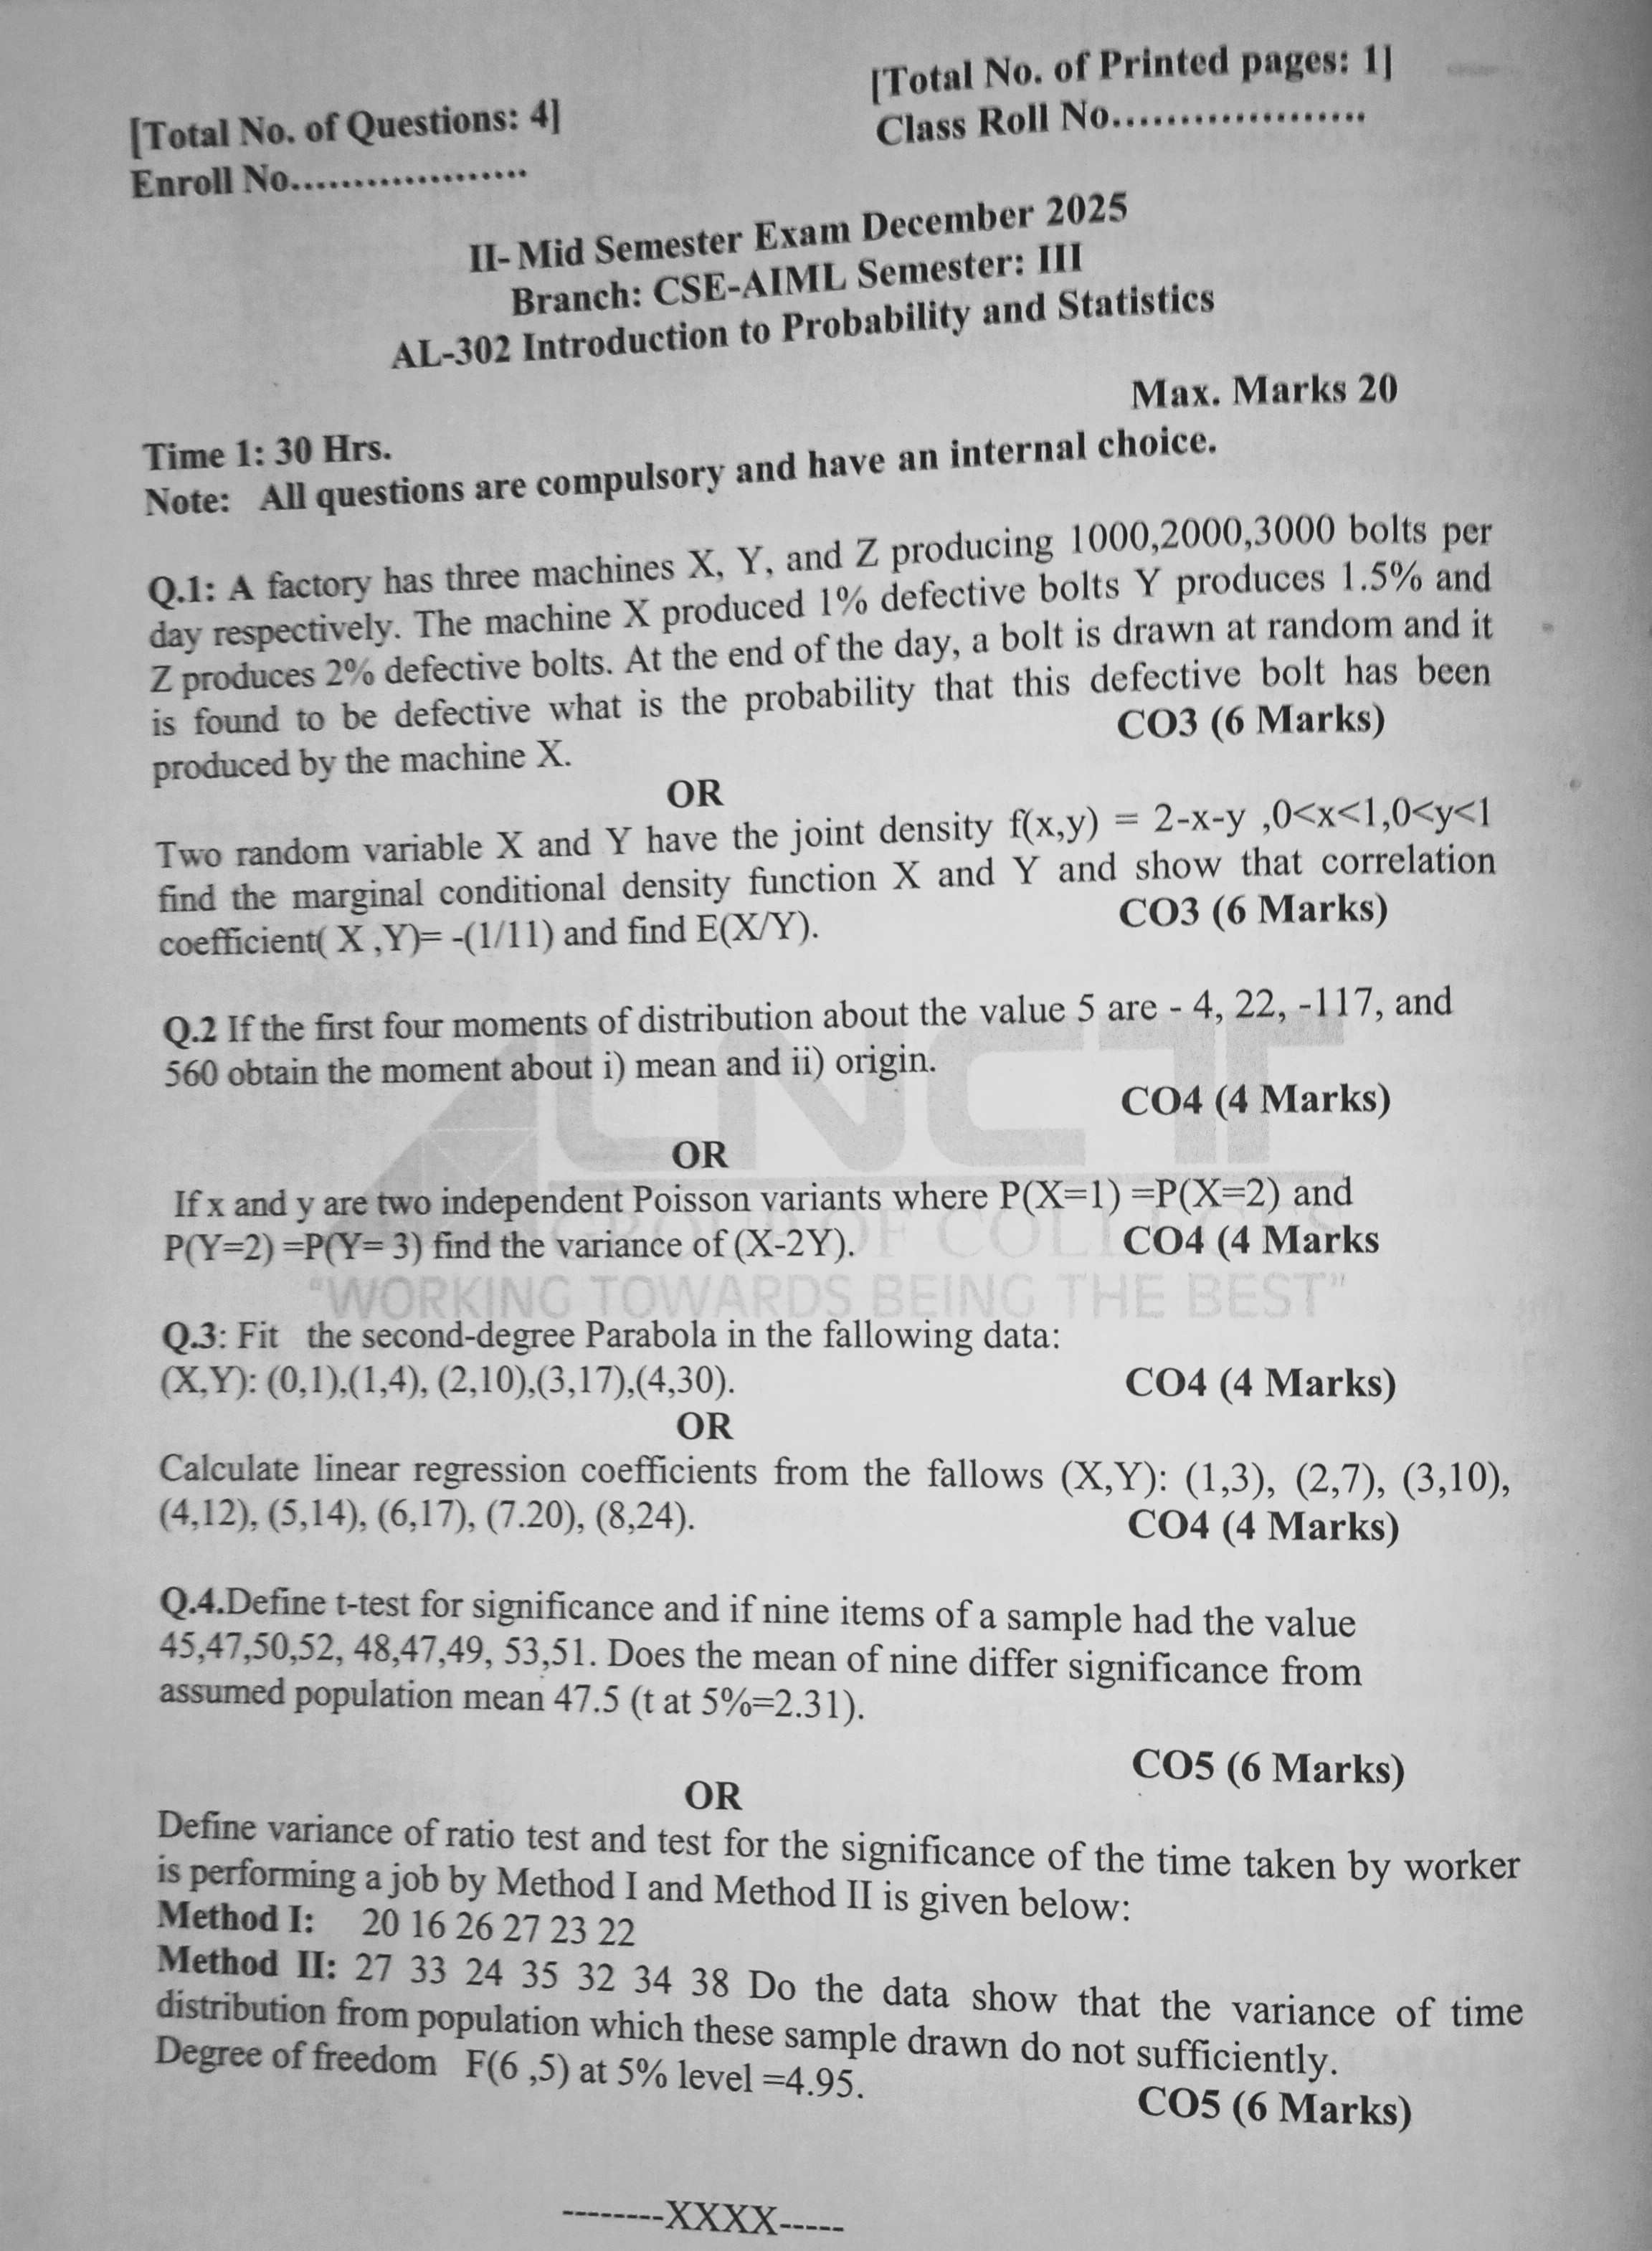 [Total No. of Printed pages: 1]
[Total No. of Questions: 4]
Class Roll No...................
Enroll No...................
II- Mid Semester Exam December 2025
Branch: CSE-AIML Semester: III
AL-302 Introduction to Probability and Statistics
Max. Marks 20
Time 1: 30 Hrs.
Note: All questions are compulsory and have an internal choice.
Q.1: A factory has three machines X, Y, and Z producing 1000,2000,3000 bolts per
day respectively. The machine X produced 1% defective bolts Y produces 1.5% and
Z produces 2% defective bolts. At the end of the day, a bolt is drawn at random and it
is found to be defective what is the probability that this defective bolt has been
produced by the machine X.
CO3 (6 Marks)
OR
Two random variable X and Y have the joint density f(x,y) = 2-x-y ,0<x<1,0<y<1
find the marginal conditional density function X and Y and show that correlation
coefficient( X ,Y)= -(1/11) and find E(X/Y).
CO3 (6 Marks)
Q.2 If the first four moments of distribution about the value 5 are - 4, 22, -117, and
560 obtain the moment about i) mean and ii) origin.
CO4 (4 Marks)
LNCT
OR
If x and y are two independent Poisson variants where P(X=1) =P(X=2) and
P(Y=2) =P(Y= 3) find the variance of (X-2Y). CO4 (4 Marks
GROUP OF COLLEGES
"WORKING TOWARDS BEING THE BEST"
Q.3: Fit the second-degree Parabola in the fallowing data:
(X,Y): (0,1),(1,4), (2,10),(3,17),(4,30). CO4 (4 Marks)
OR
Calculate linear regression coefficients from the fallows (X,Y): (1,3), (2,7), (3,10),
(4,12), (5,14), (6,17), (7.20), (8,24). CO4 (4 Marks)
Q.4.Define t-test for significance and if nine items of a sample had the value
45,47,50,52, 48,47,49, 53,51. Does the mean of nine differ significance from
assumed population mean 47.5 (t at 5%=2.31).
CO5 (6 Marks)
OR
Define variance of ratio test and test for the significance of the time taken by worker
is performing a job by Method I and Method II is given below:
Method I: 20 16 26 27 23 22
Method II: 27 33 24 35 32 34 38 Do the data show that the variance of time
distribution from population which these sample drawn do not sufficiently.
Degree of freedom F(6 ,5) at 5% level =4.95.
CO5 (6 Marks)
--------XXXX-----